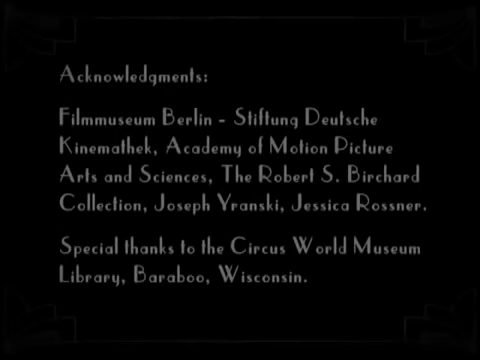 Acknowledgments:
Filmmuseum Berlin - Stiftung Deutsche
Kinemathek, Academy of Motion Picture
Arts and Sciences, The Robert S. Birchard
Collection, Joseph Yranski, Jessica Rossner.
Special thanks to the Circus World Museum
Library, Baraboo, Wisconsin.